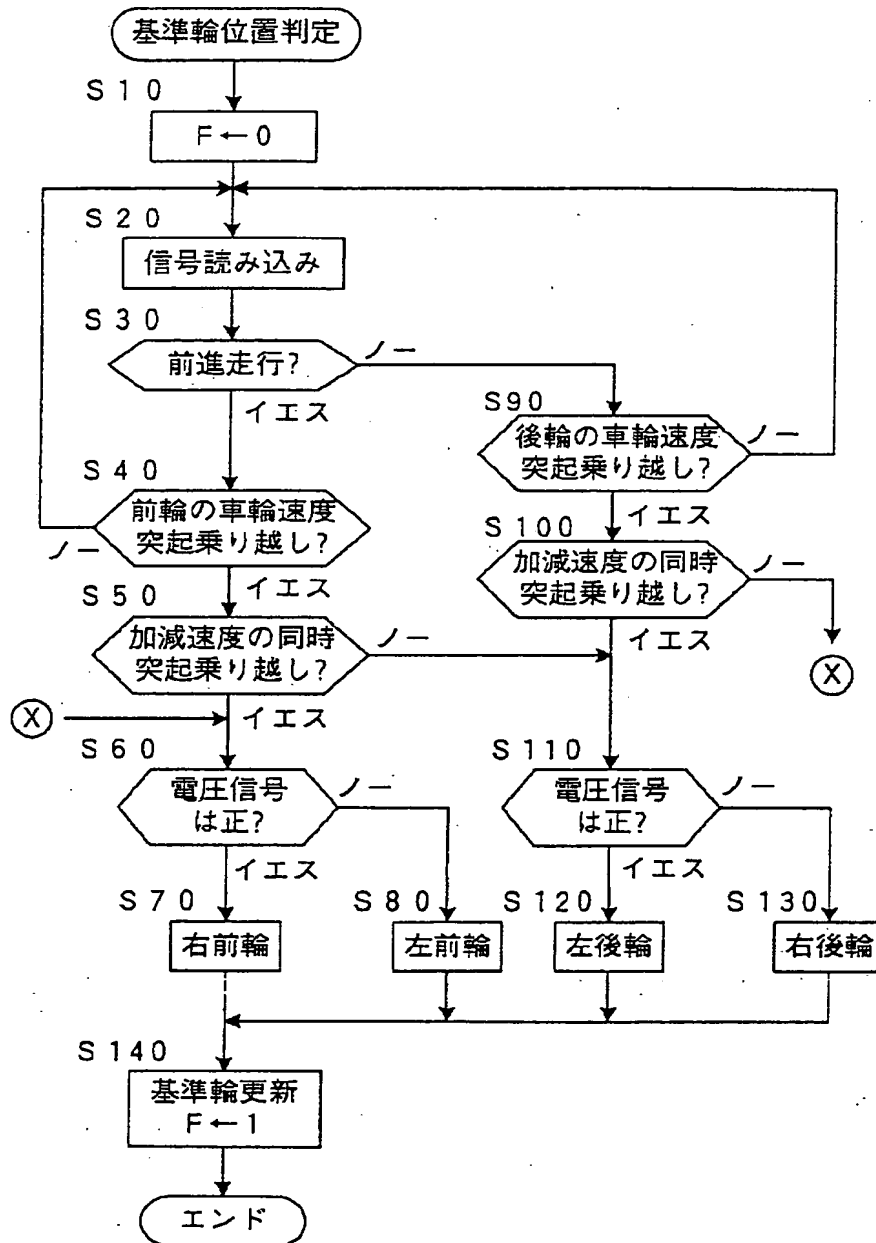 基準輪位置判定
S10
F←0
S20
信号読み込み
S30
前進走行?
ノー
イエス
S90
後輪の車輪速度
突起乗り越し?
ノー
イエス
S40
前輪の車輪速度
突起乗り越し?
ノー
イエス
S100
加減速度の同時
突起乗り越し?
ノー
イエス
X
S50
加減速度の同時
突起乗り越し?
ノー
イエス
X
S60
電圧信号
は正?
ノー
イエス
S110
電圧信号
は正?
ノー
イエス
S70
右前輪
S80
左前輪
S120
左後輪
S130
右後輪
S140
基準輪更新
F←1
エンド